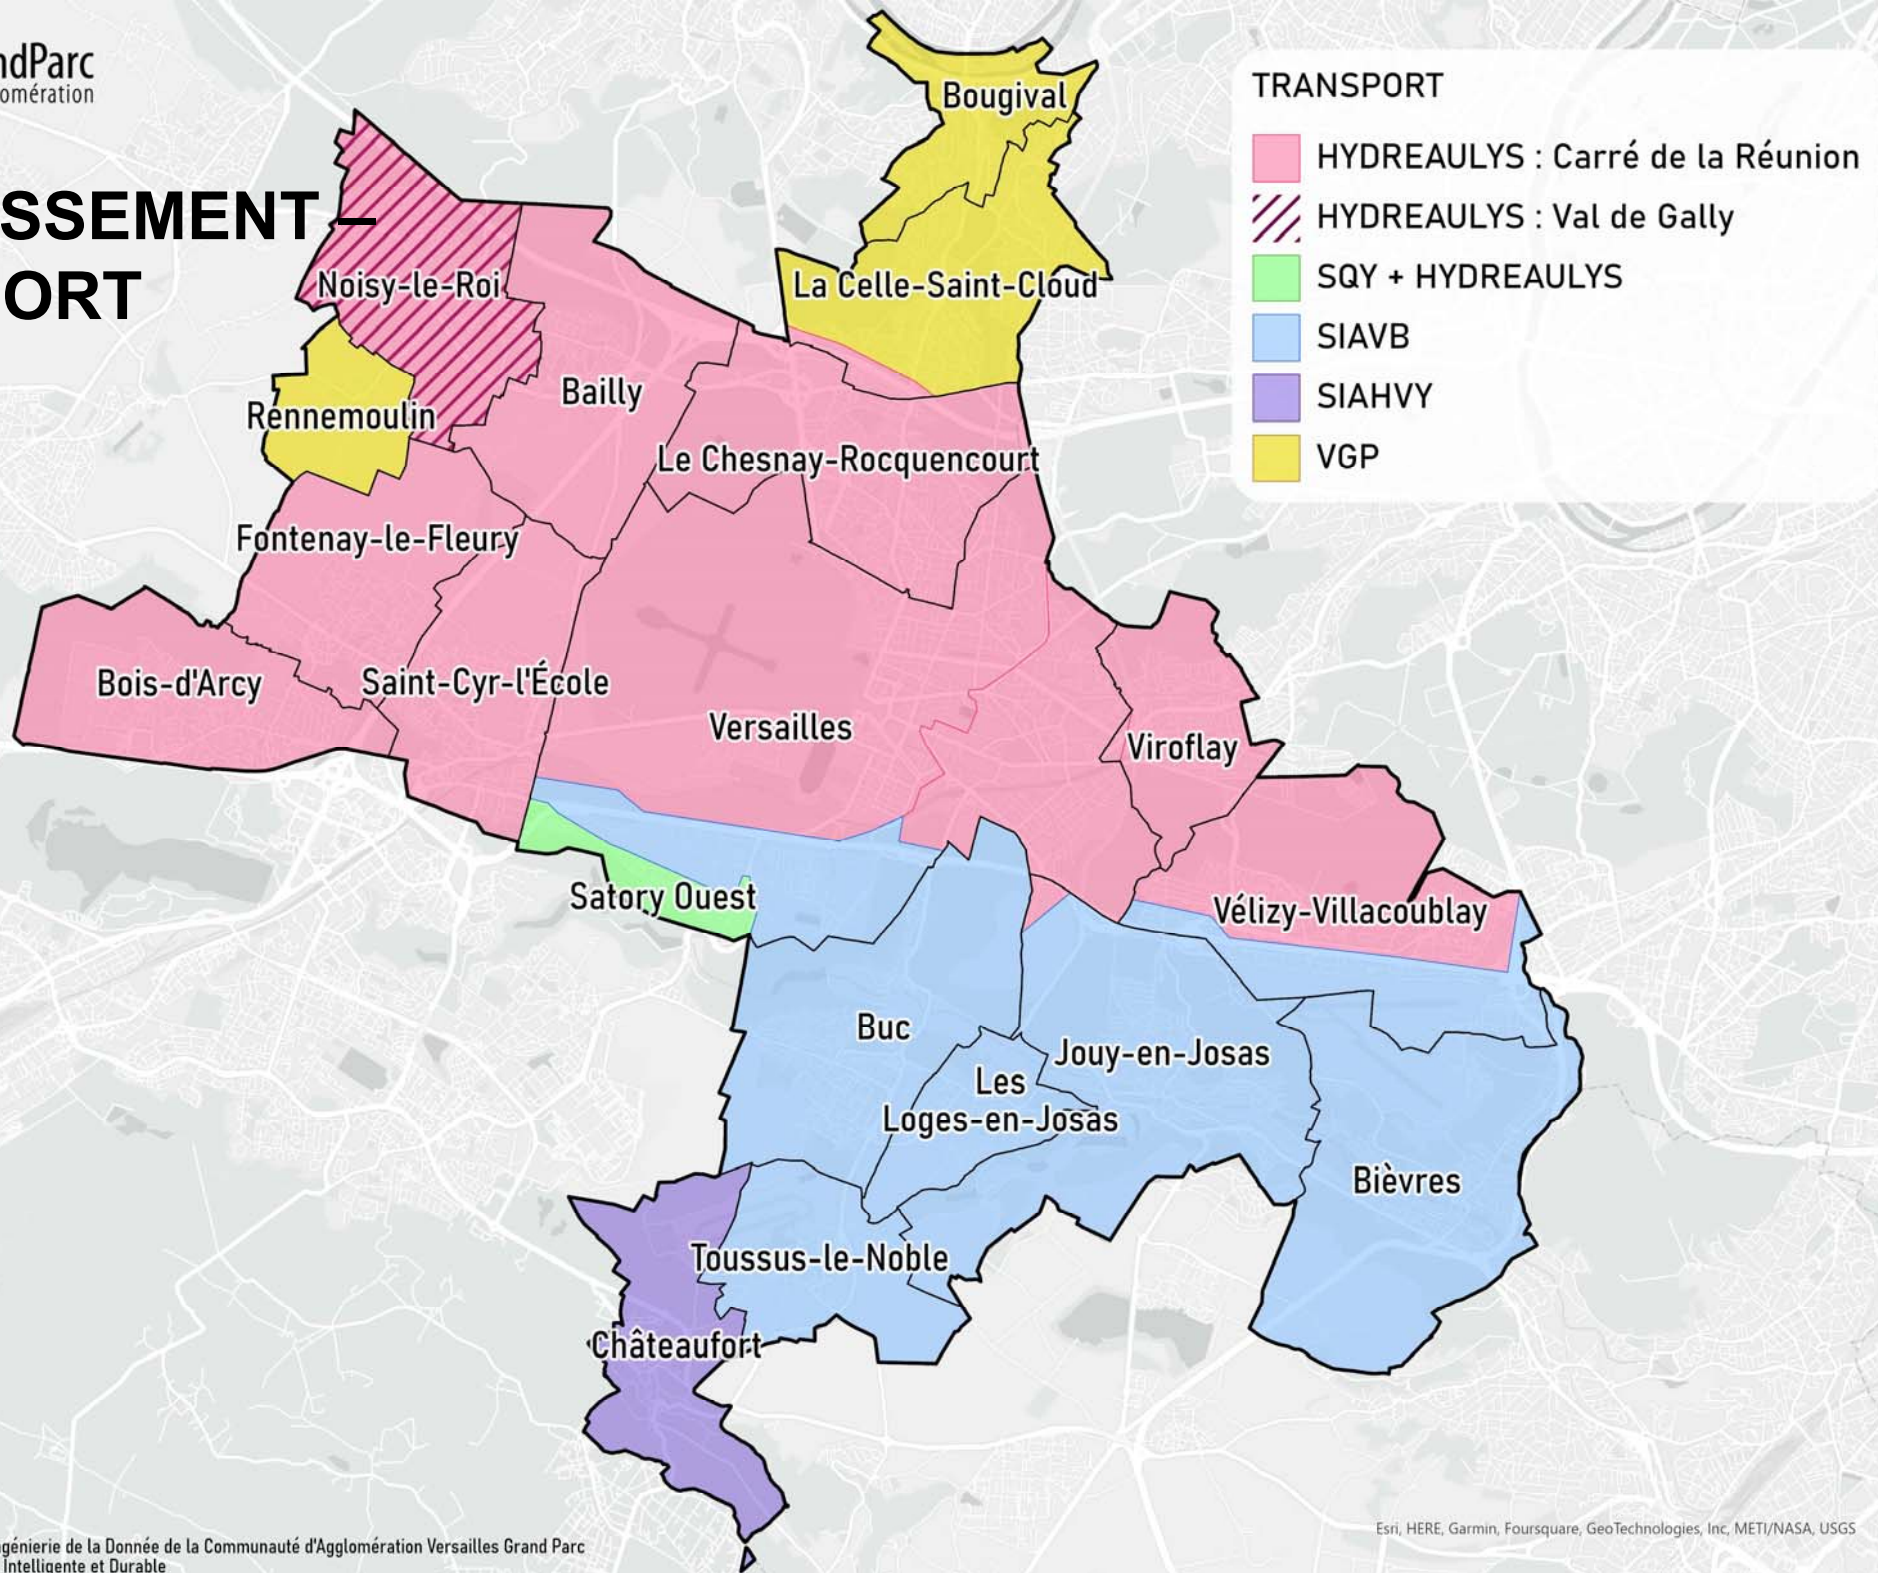 ndParc
omération
SSEMENT –
ORT
TRANSPORT
HYDREAULYS : Carré de la Réunion
HYDREAULYS : Val de Gally
SQY + HYDREAULYS
SIAVB
SIAHVY
VGP
Bougival
La Celle-Saint-Cloud
Noisy-le-Roi
Bailly
Rennemoulin
Le Chesnay-Rocquencourt
Fontenay-le-Fleury
Bois-d'Arcy
Saint-Cyr-l'École
Versailles
Viroflay
Satory Ouest
Vélizy-Villacoublay
Buc
Jouy-en-Josas
Les
Loges-en-Josas
Bièvres
Toussus-le-Noble
Châteaufort
Esri, HERE, Garmin, Foursquare, GeoTechnologies, Inc, METI/NASA, USGS
génierie de la Donnée de la Communauté d'Agglomération Versailles Grand Parc
Intelligente et Durable